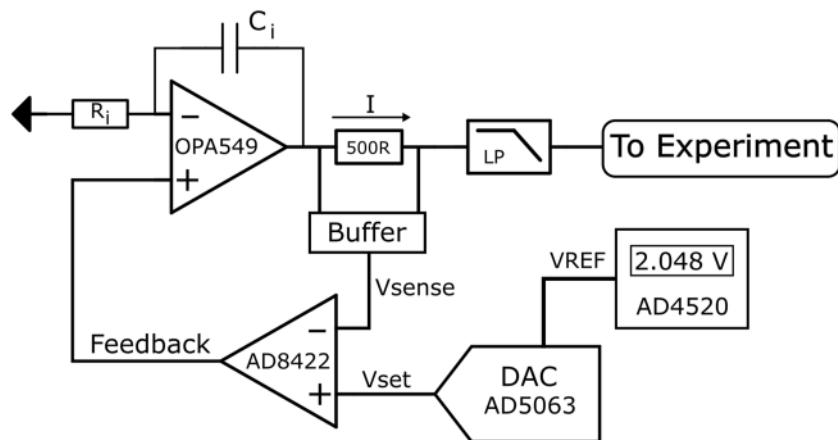 C i
R i
−
OPA549
+
I
500R
LP
To Experiment
Buffer
Vsense
VREF
2.048 V
AD4520
Feedback
−
AD8422
+
Vset
DAC
AD5063